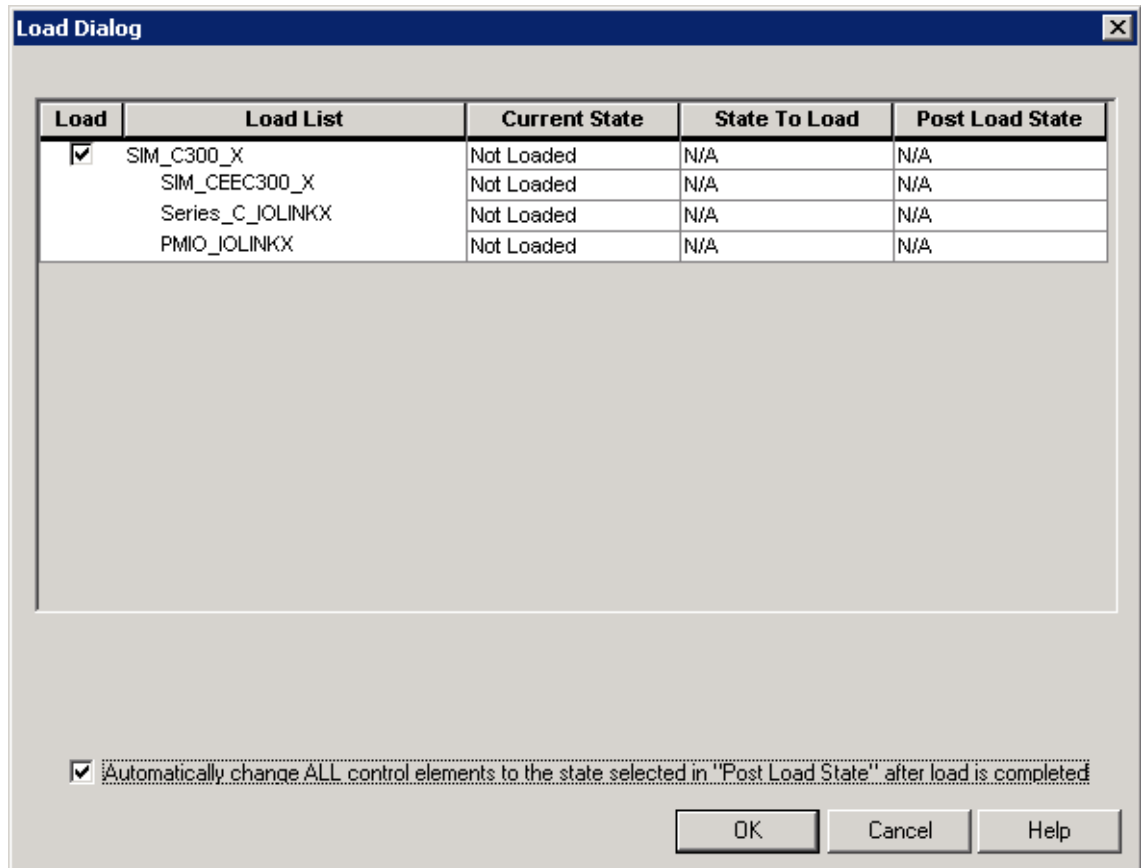 Load Dialog
Load Load List Current State State To Load Post Load State
SIM_C300_X Not Loaded N/A N/A
SIM_CEEC300_X Not Loaded N/A N/A
Series_C_IOLINKX Not Loaded N/A N/A
PMIO_IOLINKX Not Loaded N/A N/A
Automatically change ALL control elements to the state selected in "Post Load State" after load is completed
OK Cancel Help